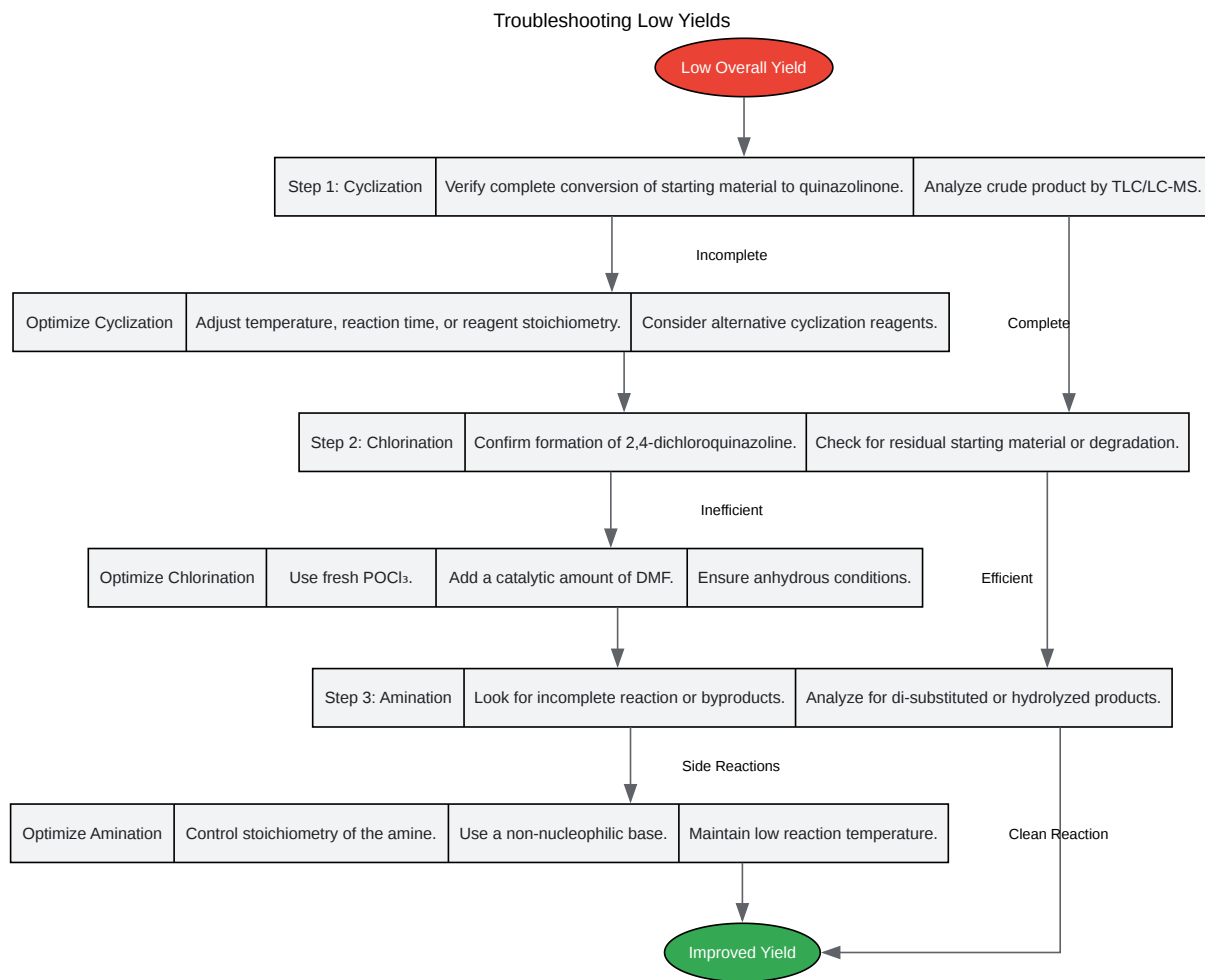 Troubleshooting Low Yields
Low Overall Yield
Step 1: Cyclization
Verify complete conversion of starting material to quinazolinone.
Analyze crude product by TLC/LC-MS.
Incomplete
Optimize Cyclization
Adjust temperature, reaction time, or reagent stoichiometry.
Consider alternative cyclization reagents.
Complete
Step 2: Chlorination
Confirm formation of 2,4-dichloroquinazoline.
Check for residual starting material or degradation.
Inefficient
Optimize Chlorination
Use fresh POCl₃.
Add a catalytic amount of DMF.
Ensure anhydrous conditions.
Efficient
Step 3: Amination
Look for incomplete reaction or byproducts.
Analyze for di-substituted or hydrolyzed products.
Side Reactions
Optimize Amination
Control stoichiometry of the amine.
Use a non-nucleophilic base.
Maintain low reaction temperature.
Clean Reaction
Improved Yield